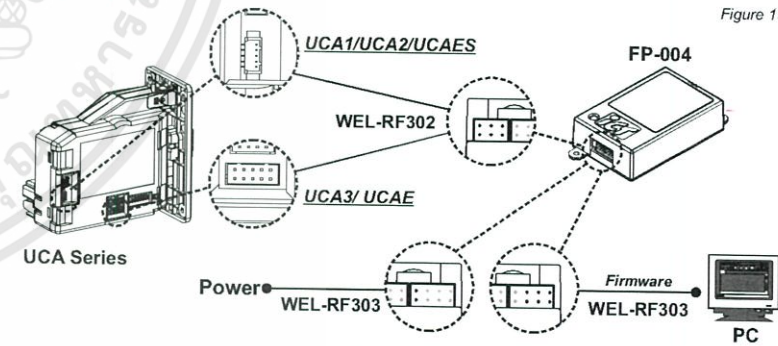 Figure 1
UCA1/UCA2/UCAES
FP-004
WEL-RF302
UCA3/ UCAE
UCA Series
Power
WEL-RF303
Firmware
WEL-RF303
PC